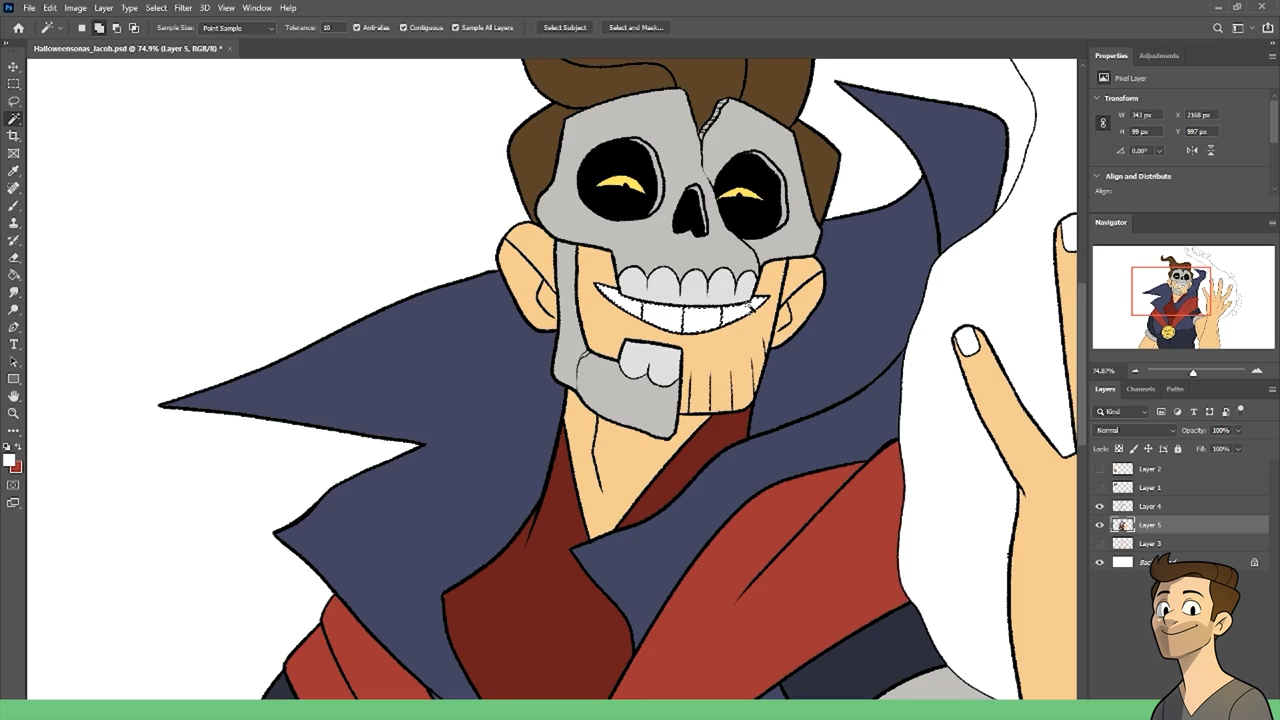 Ps File Edit Image Layer Type Select Filter 3D View Window Help
Sample Size: Point Sample Tolerance: 10 Anti-alias Contiguous Sample All Layers Select Subject Select and Mask...
Halloweensonas_Jacob.psd @ 74.9% (Layer 5, RGB/8) * ×
Properties Adjustments
Pixel Layer
Transform
W 343 px X 2168 px
H 99 px Y 997 px
0.00°
Align and Distribute
Align:
Navigator
74.87%
Layers Channels Paths
Kind
Normal Opacity: 100%
Lock: Fill: 100%
Layer 2
Layer 1
Layer 4
Layer 5
Layer 3